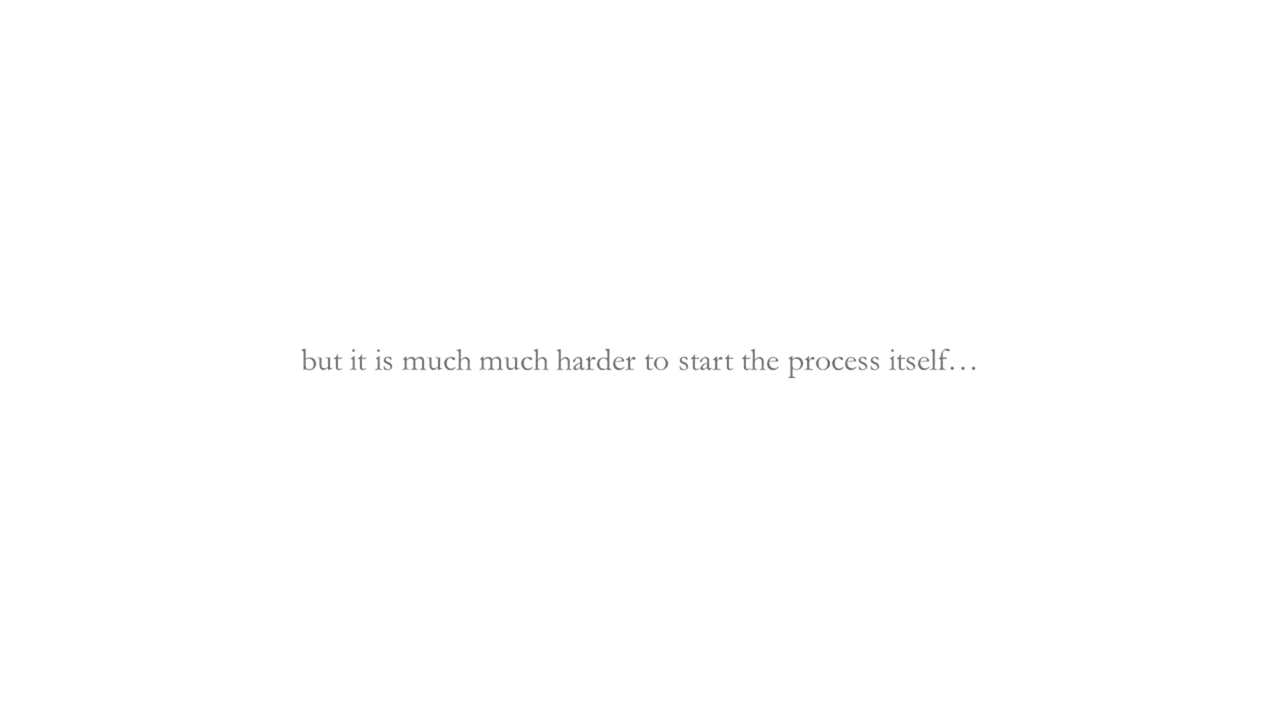 but it is much much harder to start the process itself…